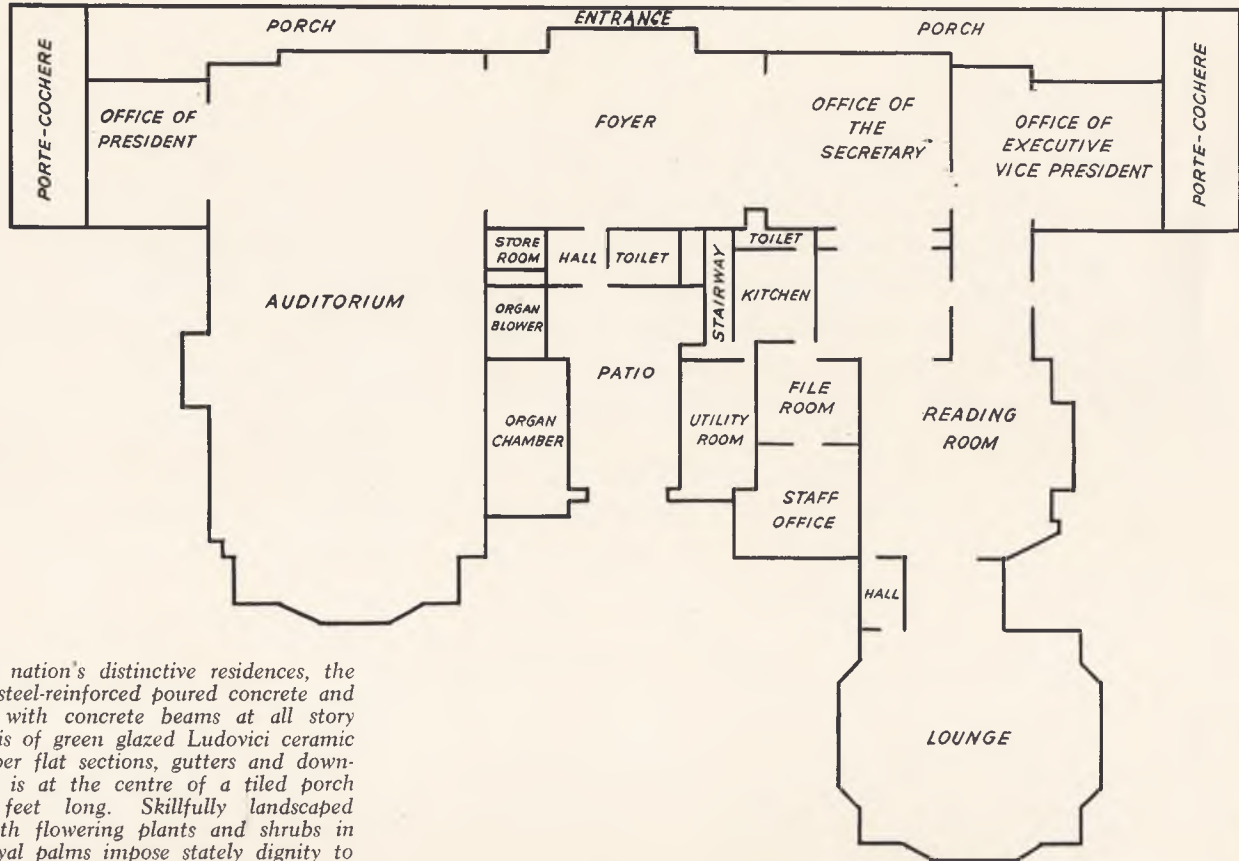 PORTE-COCHERE
PORCH
ENTRANCE
PORCH
PORTE-COCHERE
OFFICE OF
PRESIDENT
FOYER
OFFICE OF
THE
SECRETARY
OFFICE OF
EXECUTIVE
VICE PRESIDENT
AUDITORIUM
STORE
ROOM
HALL
TOILET
STAIRWAY
TOILET
KITCHEN
ORGAN
BLOWER
PATIO
ORGAN
CHAMBER
UTILITY
ROOM
FILE
ROOM
READING
ROOM
STAFF
OFFICE
HALL
LOUNGE
nation's distinctive residences, the
steel-reinforced poured concrete and
with concrete beams at all story
is of green glazed Ludovici ceramic
per flat sections, gutters and down-
is at the centre of a tiled porch
feet long. Skillfully landscaped
th flowering plants and shrubs in
yal palms impose stately dignity to